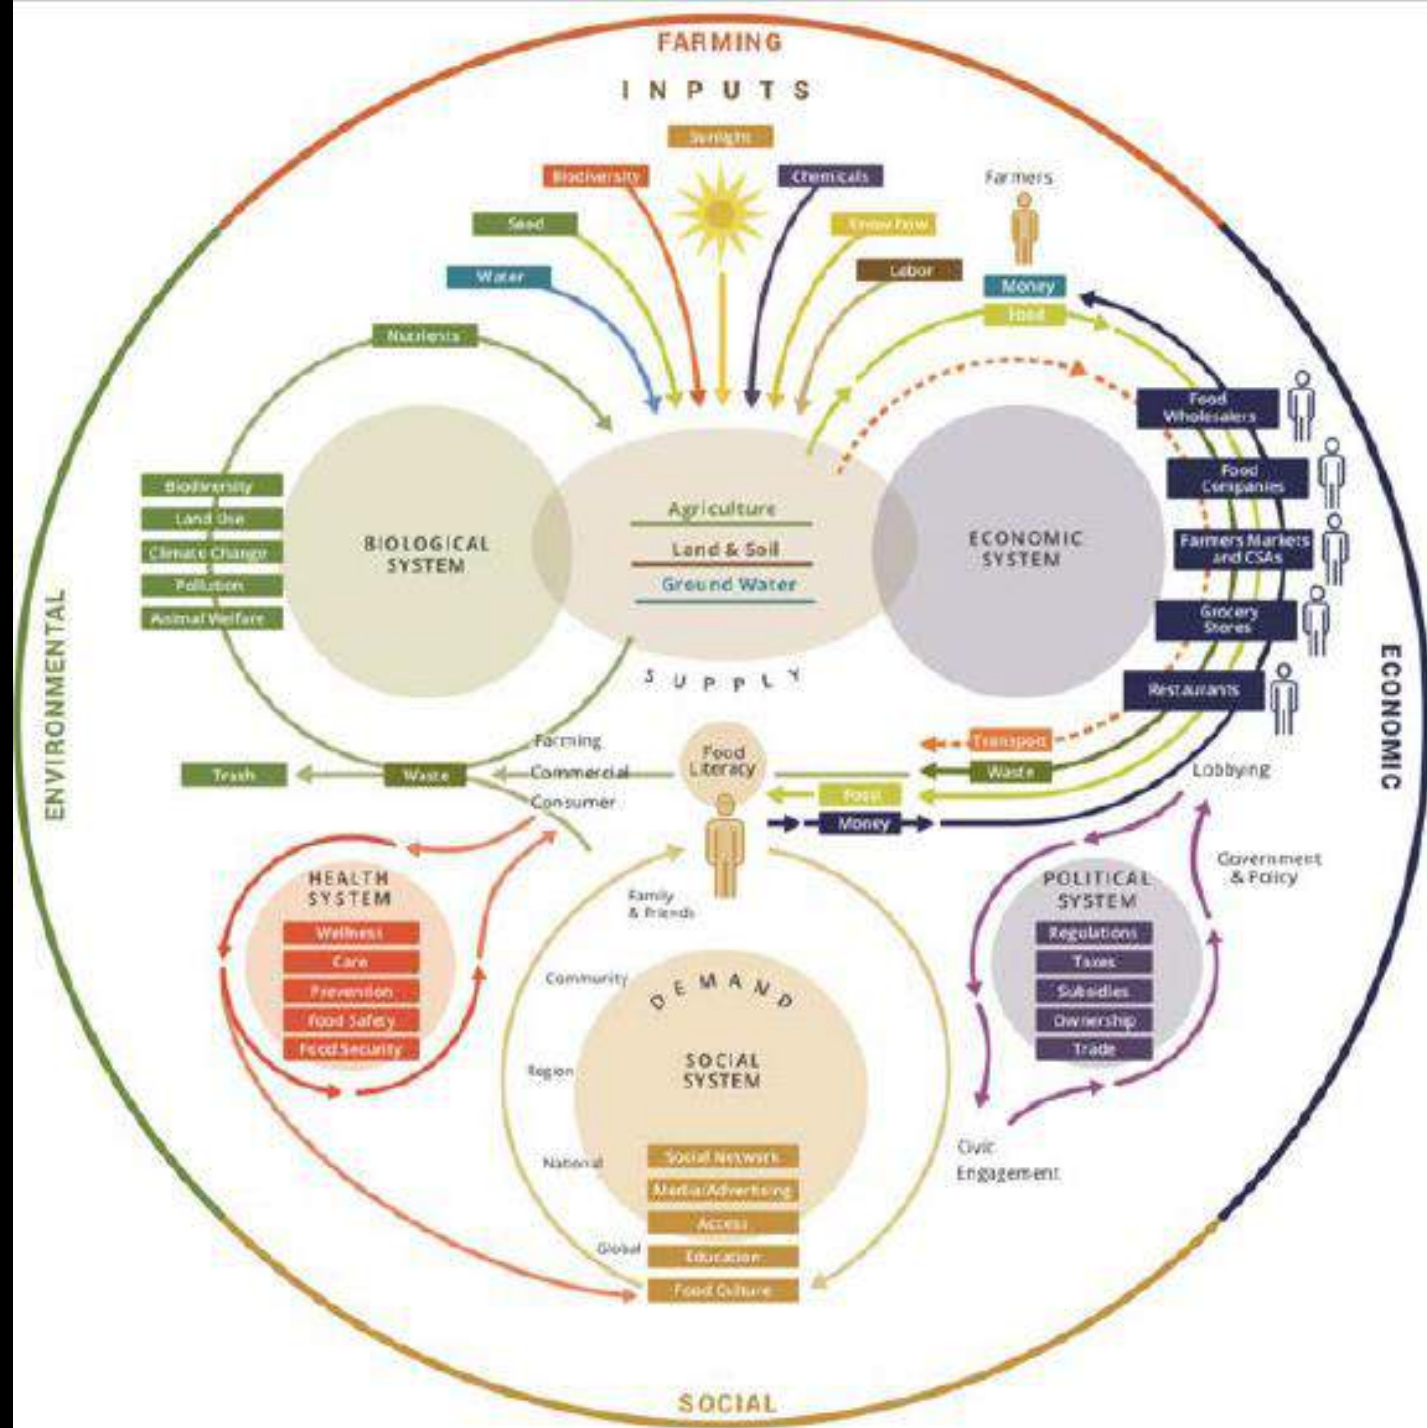 FARMING
INPUTS
Sunlight
Biodiversity
Chemicals
Seed
Know how
Water
Labor
Farmers
Money
Food
Nutrients
Food
Wholesalers
Food
Companies
Farmers Markets
and CSAs
Grocery
Stores
Restaurants
Biodiversity
Land Use
Climate Change
Pollution
Animal Welfare
BIOLOGICAL
SYSTEM
Agriculture
Land & Soil
Ground Water
SUPPLY
ECONOMIC
SYSTEM
ENVIRONMENTAL
ECONOMIC
Trash
Waste
Farming
Commercial
Consumer
Food
Literacy
Transport
Waste
Food
Money
Lobbying
Government
& Policy
HEALTH
SYSTEM
Wellness
Care
Prevention
Food Safety
Food Security
Family
& Friends
Community
Region
National
Global
DEMAND
SOCIAL
SYSTEM
Social Network
Media/Advertising
Access
Education
Food Culture
POLITICAL
SYSTEM
Regulations
Taxes
Subsidies
Ownership
Trade
Civic
Engagement
SOCIAL